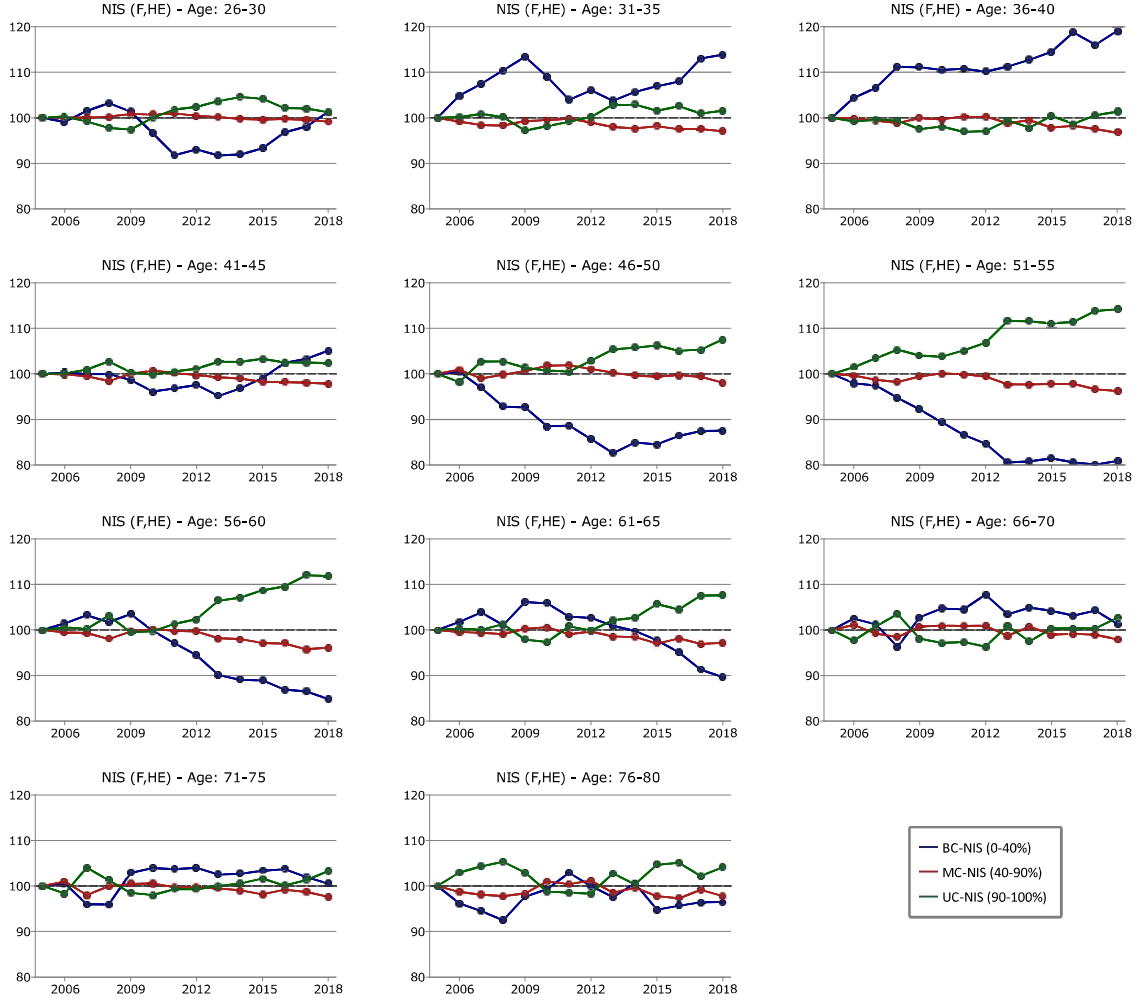 NIS (F,HE) - Age: 26-30
NIS (F,HE) - Age: 31-35
NIS (F,HE) - Age: 36-40
120
110
100
90
80
2006 2009 2012 2015 2018
120
110
100
90
80
2006 2009 2012 2015 2018
120
110
100
90
80
2006 2009 2012 2015 2018
NIS (F,HE) - Age: 41-45
NIS (F,HE) - Age: 46-50
NIS (F,HE) - Age: 51-55
120
110
100
90
80
2006 2009 2012 2015 2018
120
110
100
90
80
2006 2009 2012 2015 2018
120
110
100
90
80
2006 2009 2012 2015 2018
NIS (F,HE) - Age: 56-60
NIS (F,HE) - Age: 61-65
NIS (F,HE) - Age: 66-70
120
110
100
90
80
2006 2009 2012 2015 2018
120
110
100
90
80
2006 2009 2012 2015 2018
120
110
100
90
80
2006 2009 2012 2015 2018
NIS (F,HE) - Age: 71-75
NIS (F,HE) - Age: 76-80
120
110
100
90
80
2006 2009 2012 2015 2018
120
110
100
90
80
2006 2009 2012 2015 2018
BC-NIS (0-40%)
MC-NIS (40-90%)
UC-NIS (90-100%)